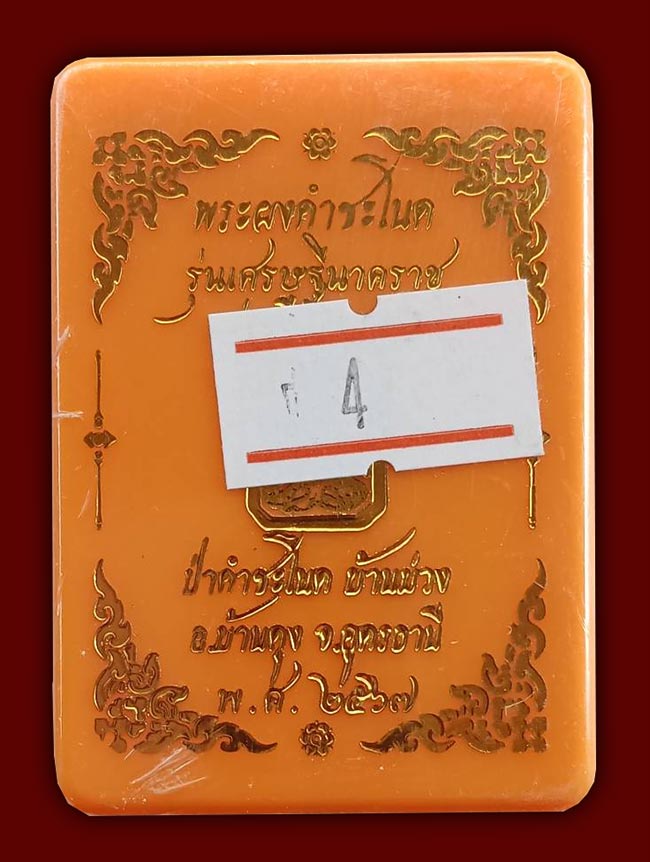 พระผงคำชะโนด
รุ่นเศรษฐีนาคราช
4
ป่าคำชะโนด บ้านม่วง
อ.บ้านดุง จ.อุดรธานี
พ.ศ. ๒๕๖๗